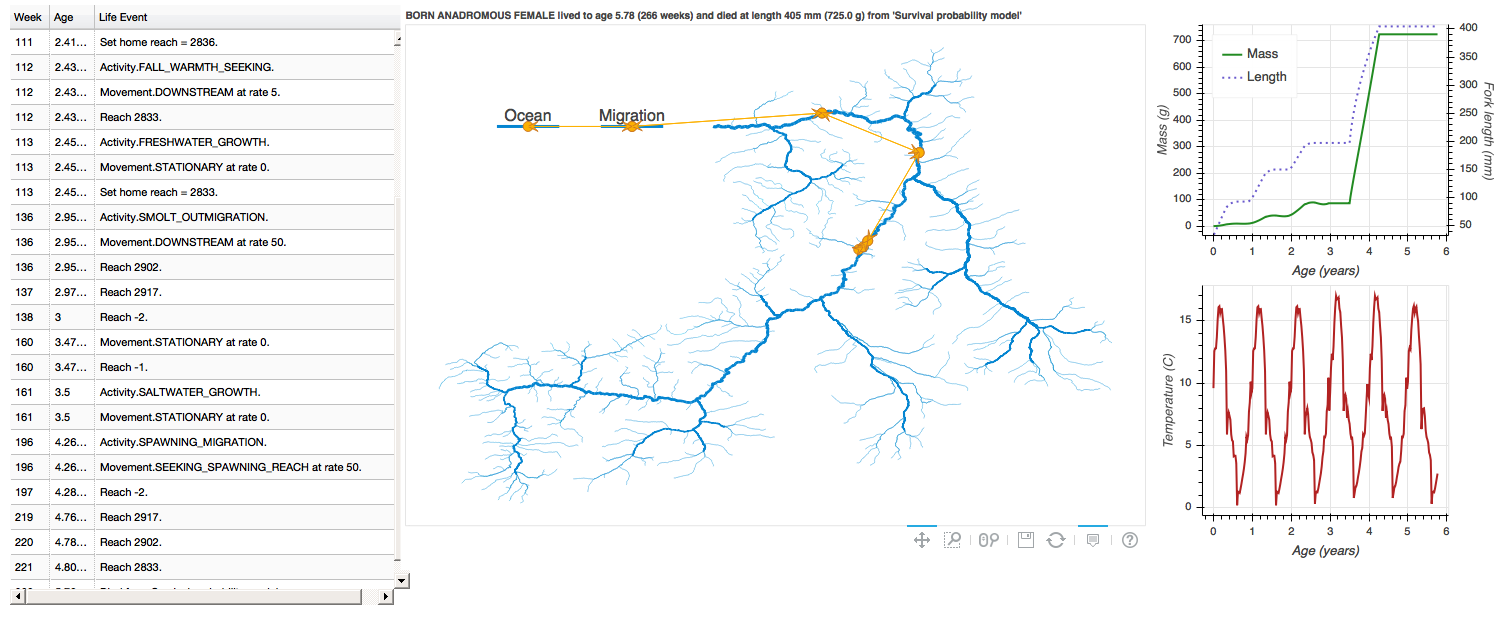 Week Age Life Event
111 2.41... Set home reach = 2836.
112 2.43... Activity.FALL_WARMTH_SEEKING.
112 2.43... Movement.DOWNSTREAM at rate 5.
112 2.43... Reach 2833.
113 2.45... Activity.FRESHWATER_GROWTH.
113 2.45... Movement.STATIONARY at rate 0.
113 2.45... Set home reach = 2833.
136 2.95... Activity.SMOLT_OUTMIGRATION.
136 2.95... Movement.DOWNSTREAM at rate 50.
136 2.95... Reach 2902.
137 2.97... Reach 2917.
138 3 Reach -2.
160 3.47... Movement.STATIONARY at rate 0.
160 3.47... Reach -1.
161 3.5 Activity.SALTWATER_GROWTH.
161 3.5 Movement.STATIONARY at rate 0.
196 4.26... Activity.SPAWNING_MIGRATION.
196 4.26... Movement.SEEKING_SPAWNING_REACH at rate 50.
197 4.28... Reach -2.
219 4.76... Reach 2917.
220 4.78... Reach 2902.
221 4.80... Reach 2833.
BORN ANADROMOUS FEMALE lived to age 5.78 (266 weeks) and died at length 405 mm (725.0 g) from 'Survival probability model'
Ocean Migration
Mass
Length
Mass (g)
700
600
500
400
300
200
100
0
Fork length (mm)
400
350
300
250
200
150
100
50
0 1 2 3 4 5 6
Age (years)
Temperature (C)
15
10
5
0
0 1 2 3 4 5 6
Age (years)